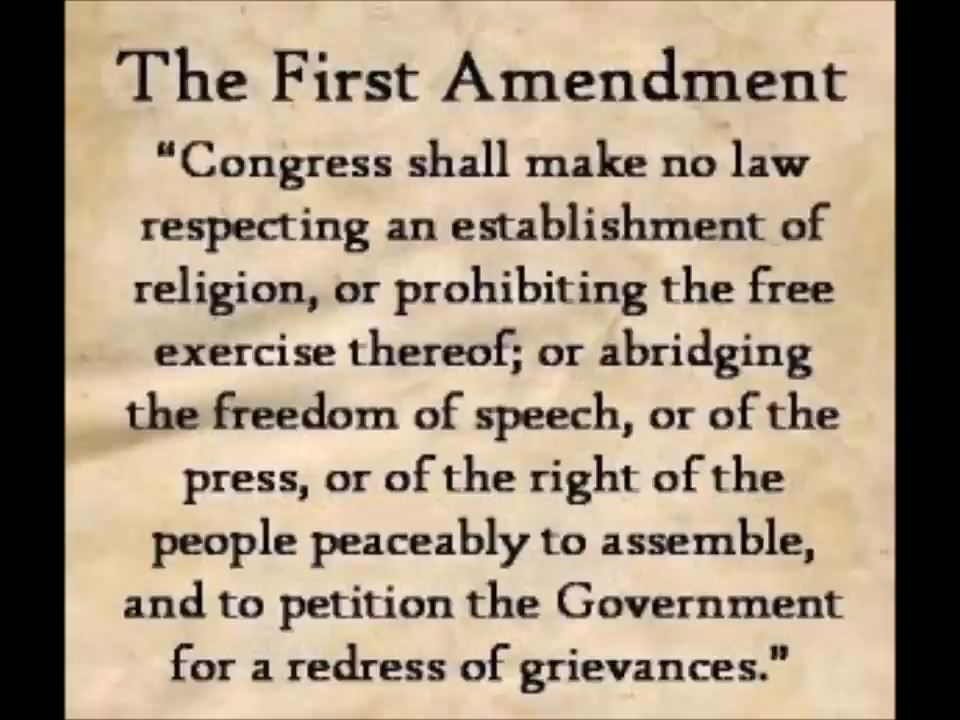 The First Amendment
“Congress shall make no law
respecting an establishment of
religion, or prohibiting the free
exercise thereof; or abridging
the freedom of speech, or of the
press, or of the right of the
people peaceably to assemble,
and to petition the Government
for a redress of grievances.”